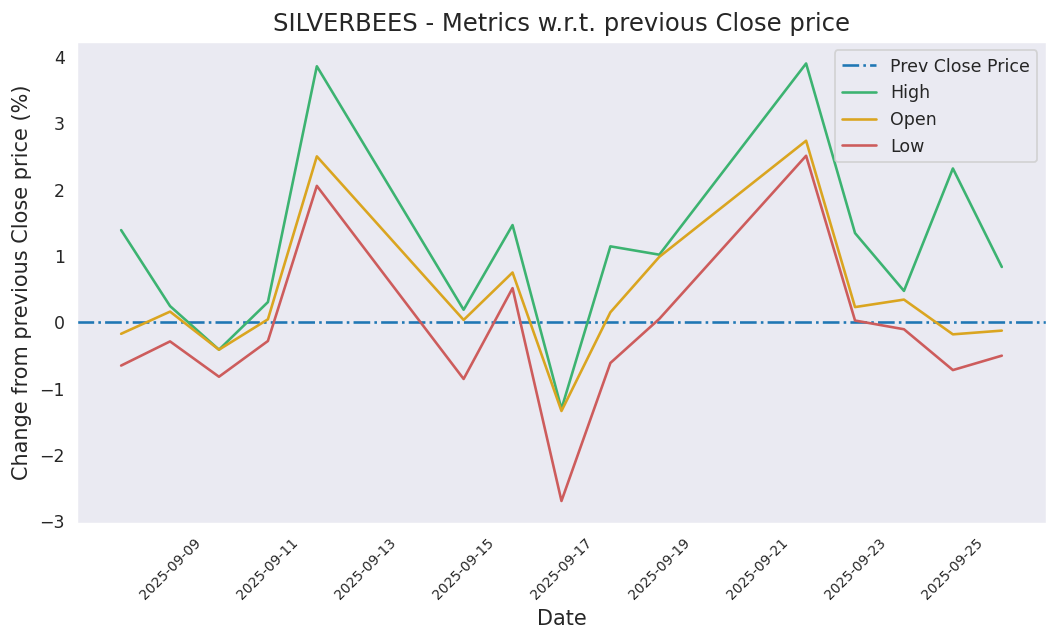 SILVERBEES - Metrics w.r.t. previous Close price
Change from previous Close price (%)
4
3
2
1
0
−1
−2
−3
Prev Close Price
High
Open
Low
2025-09-09
2025-09-11
2025-09-13
2025-09-15
2025-09-17
2025-09-19
2025-09-21
2025-09-23
2025-09-25
Date